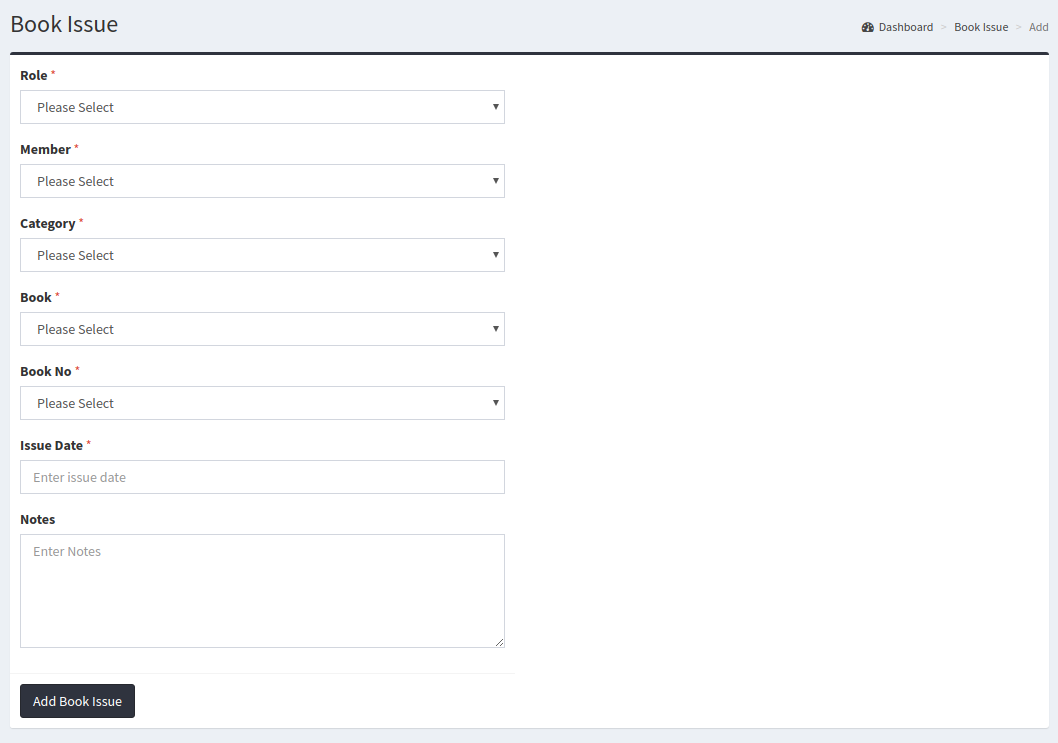 Book Issue
Dashboard > Book Issue > Add
Role *
Please Select
Member *
Please Select
Category *
Please Select
Book *
Please Select
Book No *
Please Select
Issue Date *
Enter issue date
Notes
Enter Notes
Add Book Issue